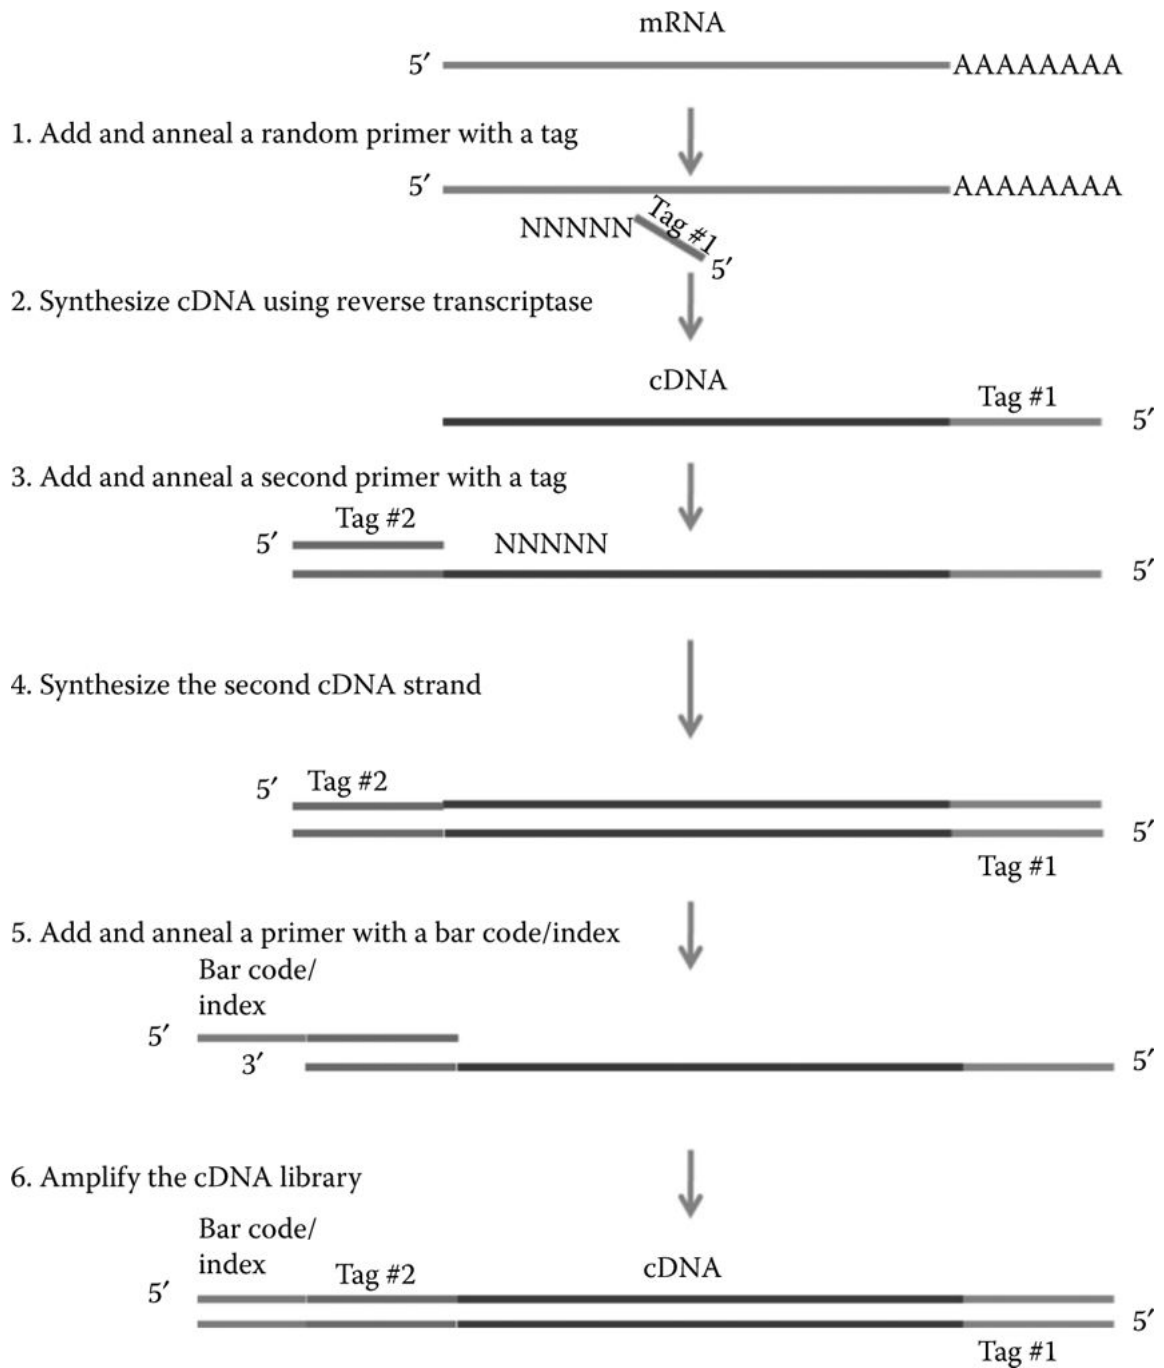 mRNA
5′ AAAAAAAA
1. Add and anneal a random primer with a tag
5′ AAAAAAAA
NNNNN Tag #1
5′
2. Synthesize cDNA using reverse transcriptase
cDNA
Tag #1
5′
3. Add and anneal a second primer with a tag
Tag #2
5′ NNNNN
5′
4. Synthesize the second cDNA strand
5′ Tag #2
5′
Tag #1
5. Add and anneal a primer with a bar code/index
Bar code/
index
5′
3′ 5′
6. Amplify the cDNA library
Bar code/
index
Tag #2 cDNA
5′
5′
Tag #1